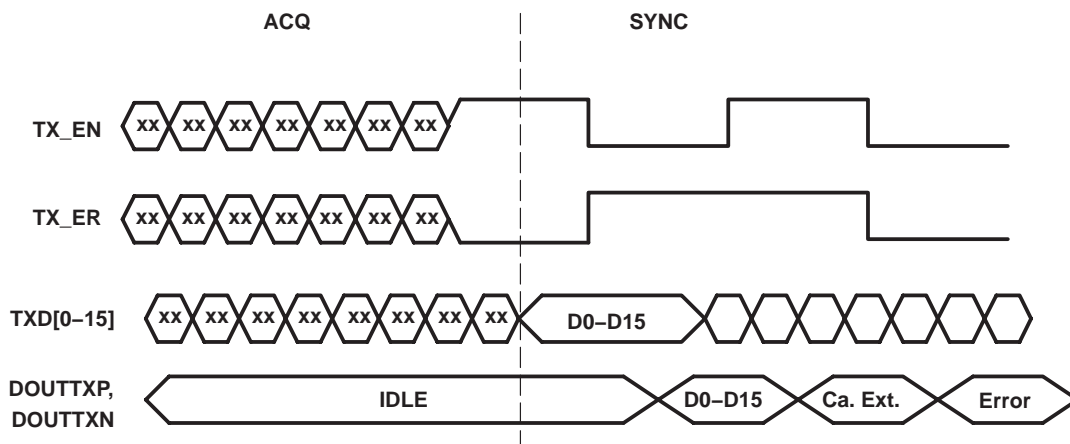 ACQ SYNC
TX_EN xx xx xx xx xx xx xx
TX_ER xx xx xx xx xx xx xx
TXD[0–15] xx xx xx xx xx xx xx xx D0–D15
DOUTTXP,
DOUTTXN IDLE D0–D15 Ca. Ext. Error